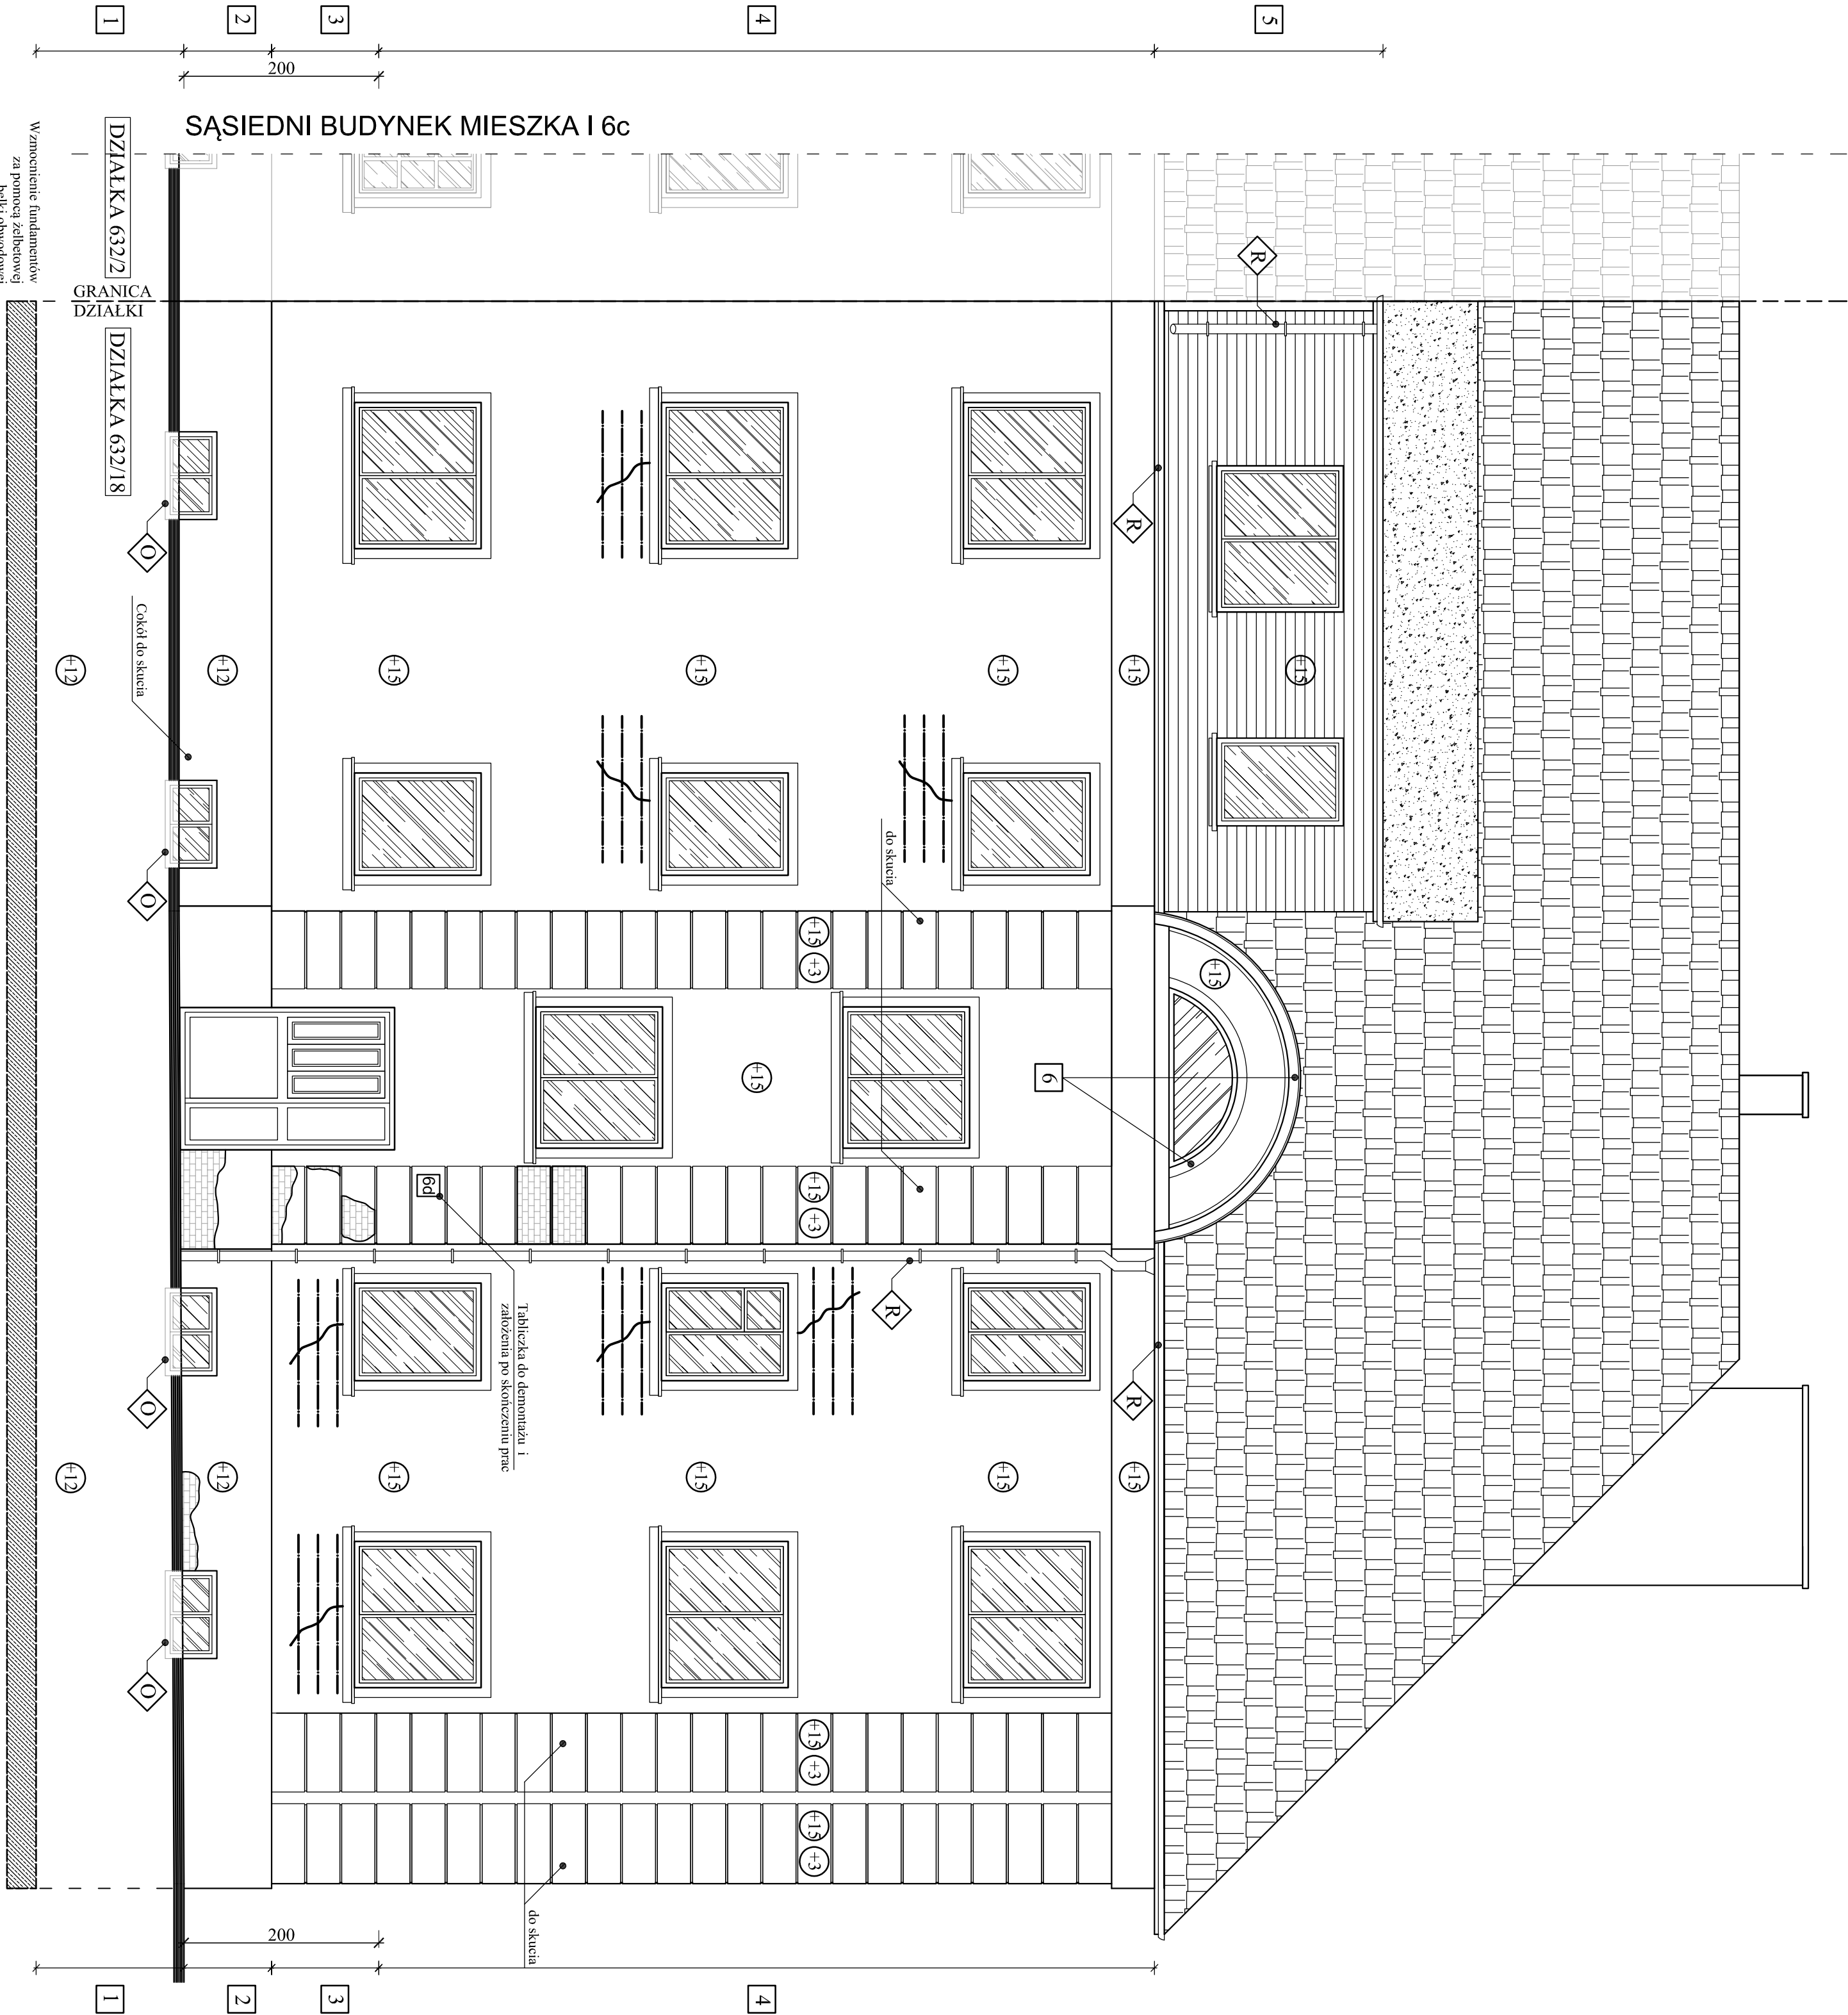 1
2
3
4
5
200
SĄSIEDNI BUDYNEK MIESZKA I 6c
DZIAŁKA 632/2
Wzmocnienie fundamentów
za pomocą żelbetowej
belki obwodowej
GRANICA
DZIAŁKI
DZIAŁKA 632/18
R
R
O
Cokół do skucia
+12
+12
+15
+15
+15
+15
+15
O
do skucia
+15
+3
+15
+15
6
6d
+15
+3
Tabliczka do demontażu i
założenia po skończeniu prac
R
R
O
+12
+12
+15
+15
+15
+15
O
+15
+3
+15
+3
do skucia
200
1
2
3
4